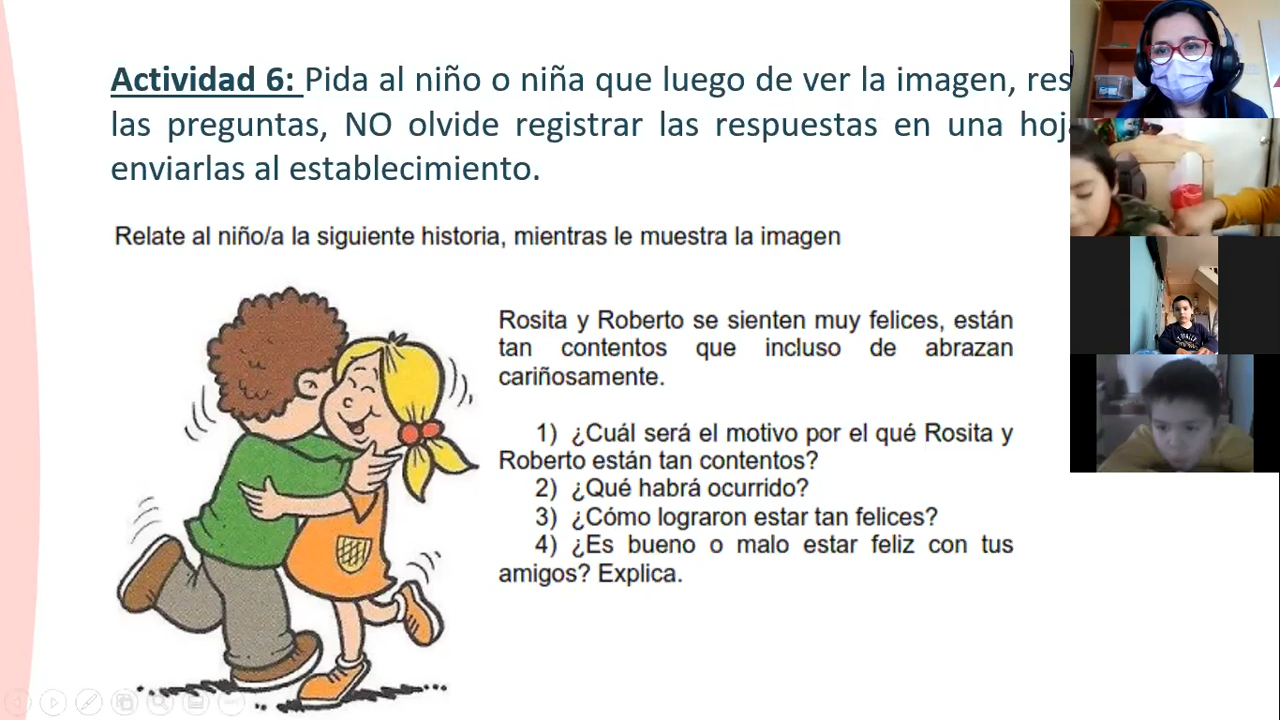 Actividad 6: Pida al niño o niña que luego de ver la imagen,
las preguntas, NO olvide registrar las respuestas en una
enviarlas al establecimiento.
Relate al niño/a la siguiente historia, mientras le muestra la imagen
Rosita y Roberto se sienten muy felices, están
tan contentos que incluso de abrazan
cariñosamente.
1) ¿Cuál será el motivo por el qué Rosita y
Roberto están tan contentos?
2) ¿Qué habrá ocurrido?
3) ¿Cómo lograron estar tan felices?
4) ¿Es bueno o malo estar feliz con tus
amigos? Explica.